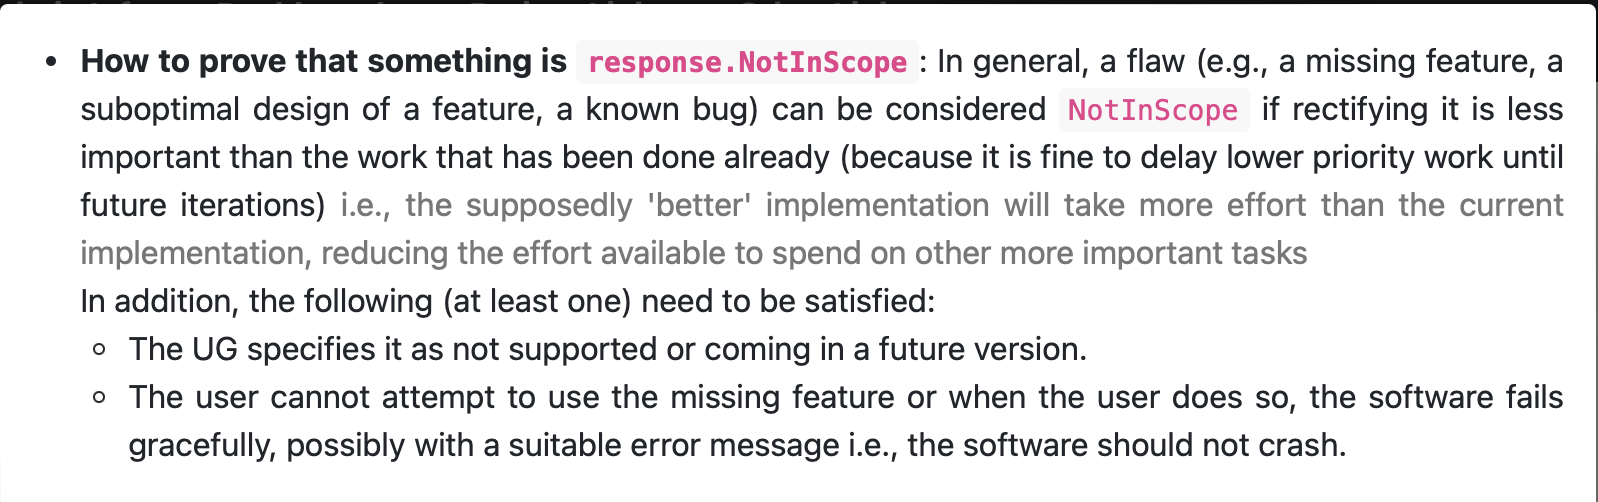 • How to prove that something is response.NotInScope: In general, a flaw (e.g., a missing feature, a
suboptimal design of a feature, a known bug) can be considered NotInScope if rectifying it is less
important than the work that has been done already (because it is fine to delay lower priority work until
future iterations) i.e., the supposedly 'better' implementation will take more effort than the current
implementation, reducing the effort available to spend on other more important tasks
In addition, the following (at least one) need to be satisfied:
◦ The UG specifies it as not supported or coming in a future version.
◦ The user cannot attempt to use the missing feature or when the user does so, the software fails
gracefully, possibly with a suitable error message i.e., the software should not crash.